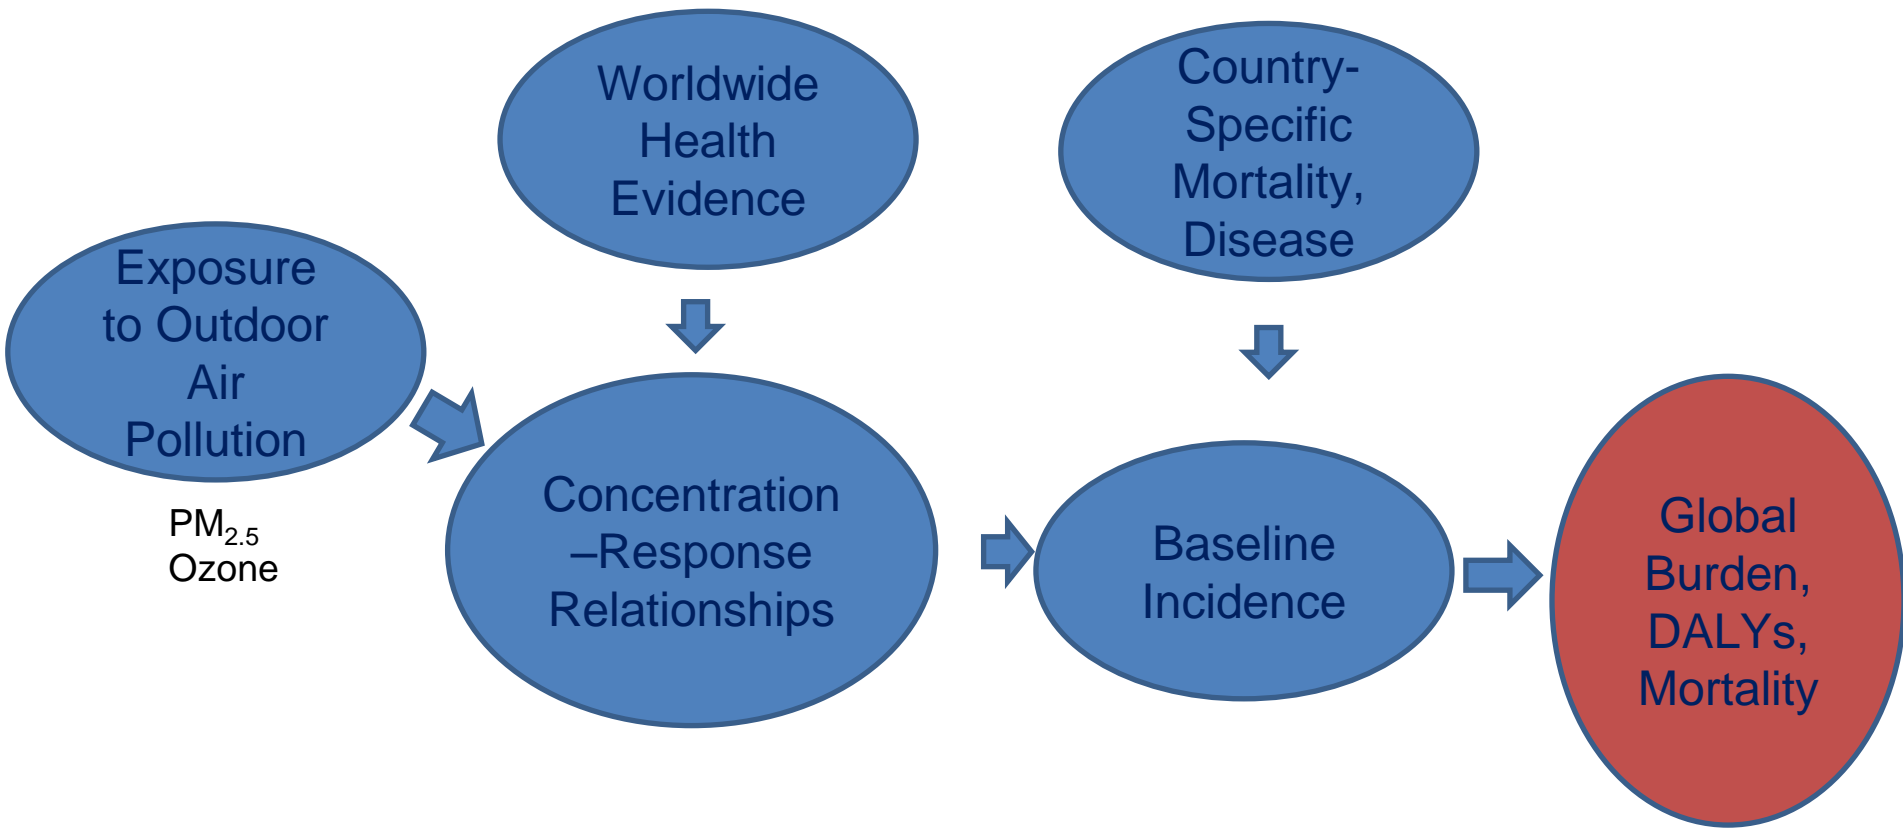 Worldwide
Health
Evidence
Country-
Specific
Mortality,
Disease
Exposure
to Outdoor
Air
Pollution
PM2.5
Ozone
Concentration
–Response
Relationships
Baseline
Incidence
Global
Burden,
DALYs,
Mortality